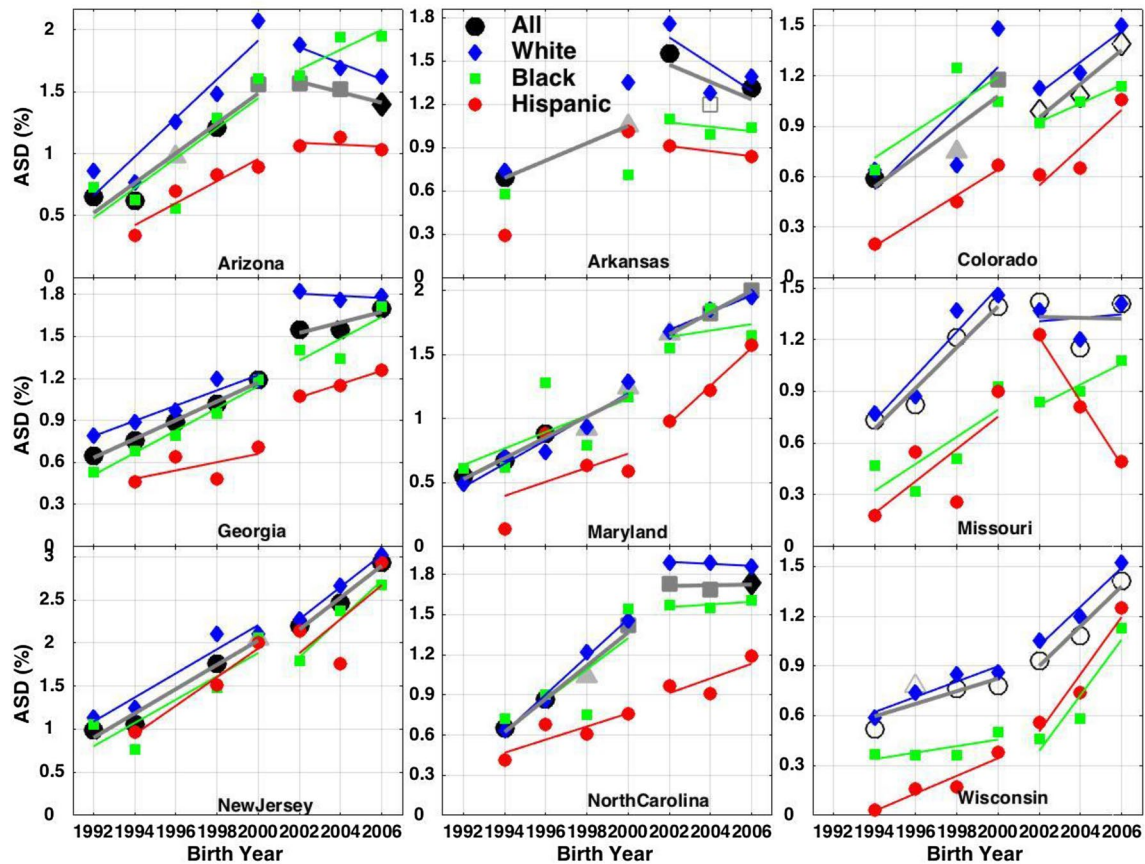 2 1.8 All 1.5
White
Black
Hispanic
ASD (%)
1.5 1.5 1.2
1.2
1 0.9 0.9
0.6 0.6
0.5
0.3 0.3
Arizona Arkansas Colorado
0 0 0
1.8 2 1.5
1.5 1.2
ASD (%)
1.2 1.5
0.9 0.9
1
0.6 0.6
0.5
0.3 0.3
Georgia Maryland Missouri
0 0 0
3 1.8 1.5
2.5 1.5 1.2
ASD (%)
2 1.2 0.9
1.5 0.9
1 0.6 0.6
0.5 0.3 0.3
NewJersey NorthCarolina Wisconsin
0 0 0
1992 1994 1996 1998 2000 2002 2004 2006 1992 1994 1996 1998 2000 2002 2004 2006 1992 1994 1996 1998 2000 2002 2004 2006
Birth Year Birth Year Birth Year